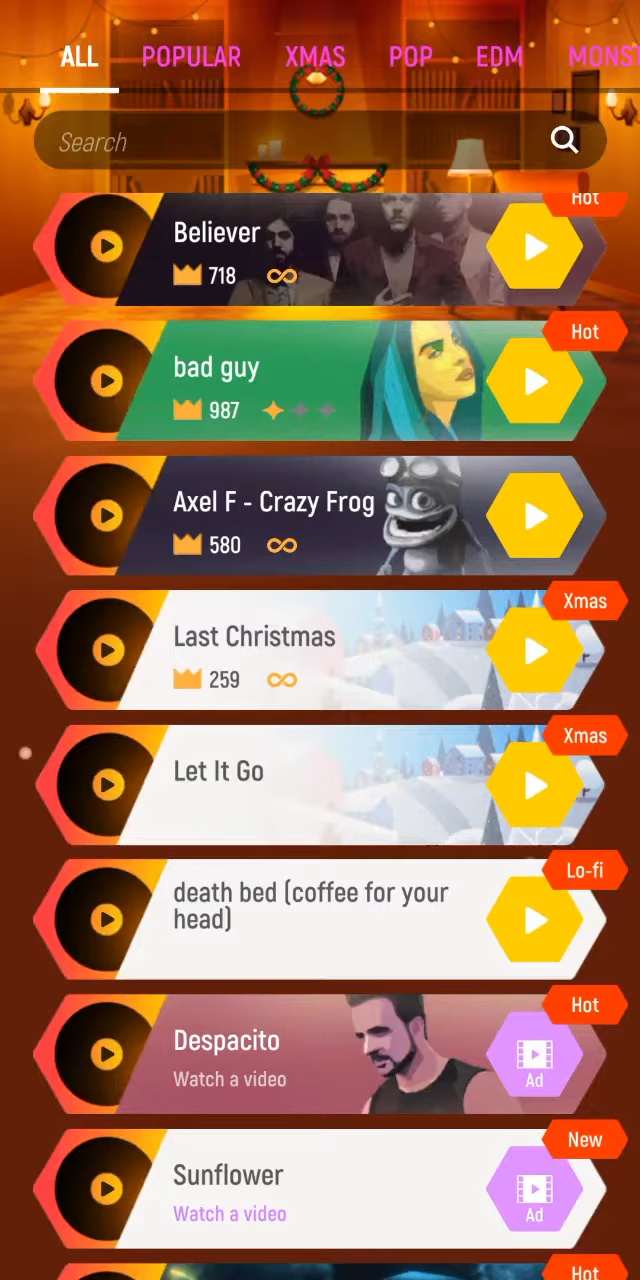 ALL POPULAR XMAS POP EDM MONST
Search
Hot
Believer
718
Hot
bad guy
987
Axel F - Crazy Frog
580
Xmas
Last Christmas
259
Xmas
Let It Go
Lo-fi
death bed (coffee for your
head)
Hot
Despacito
Watch a video
Ad
New
Sunflower
Watch a video
Ad
Hot